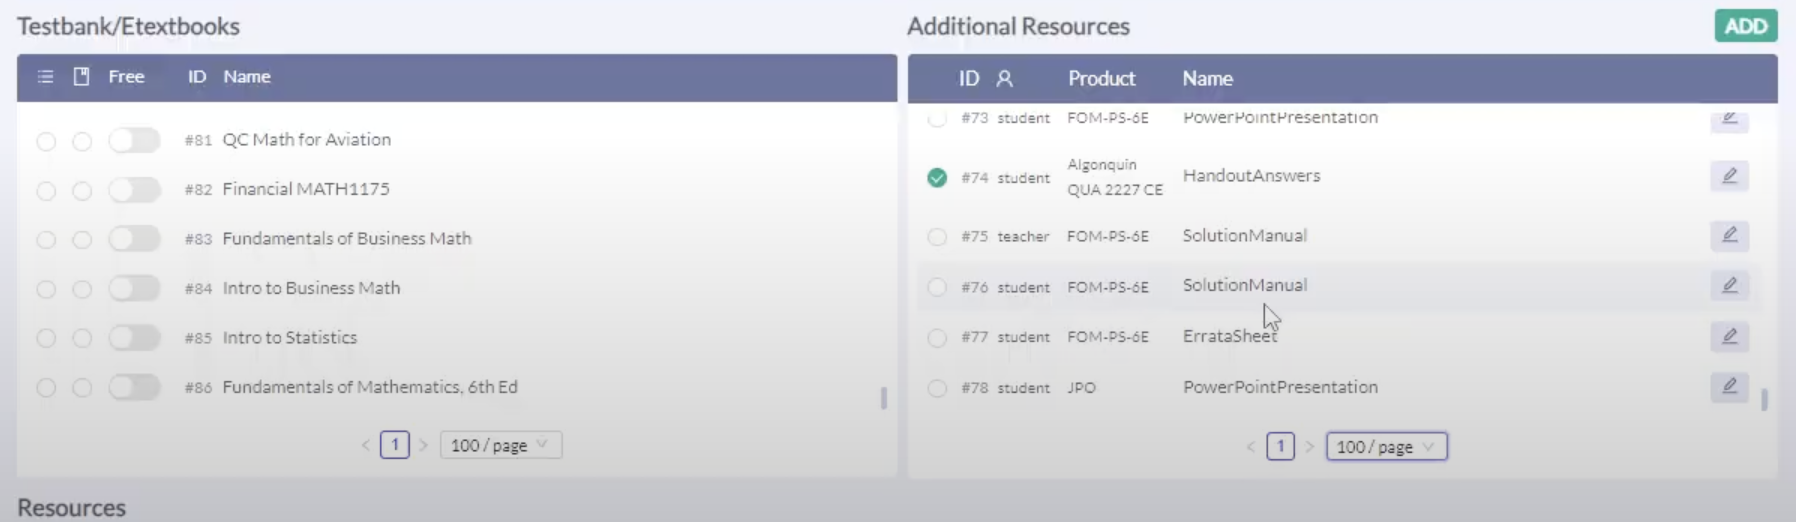 Testbank/Etextbooks
Free ID Name
#81 QC Math for Aviation
#82 Financial MATH1175
#83 Fundamentals of Business Math
#84 Intro to Business Math
#85 Intro to Statistics
#86 Fundamentals of Mathematics, 6th Ed
< 1 > 100 / page
Additional Resources
ADD
ID Product Name
#73 student FOM-PS-6E PowerPointPresentation
#74 student Algonquin QUA 2227 CE HandoutAnswers
#75 teacher FOM-PS-6E SolutionManual
#76 student FOM-PS-6E SolutionManual
#77 student FOM-PS-6E ErrataSheet
#78 student JPO PowerPointPresentation
< 1 > 100 / page
Resources